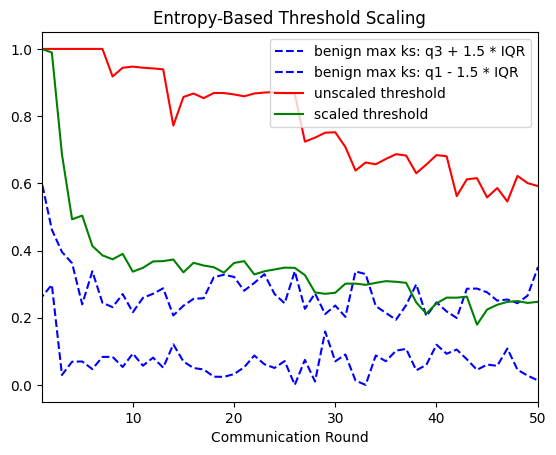 Entropy-Based Threshold Scaling
benign max ks: q3 + 1.5 * IQR
benign max ks: q1 - 1.5 * IQR
unscaled threshold
scaled threshold
1.0
0.8
0.6
0.4
0.2
0.0
10 20 30 40 50
Communication Round